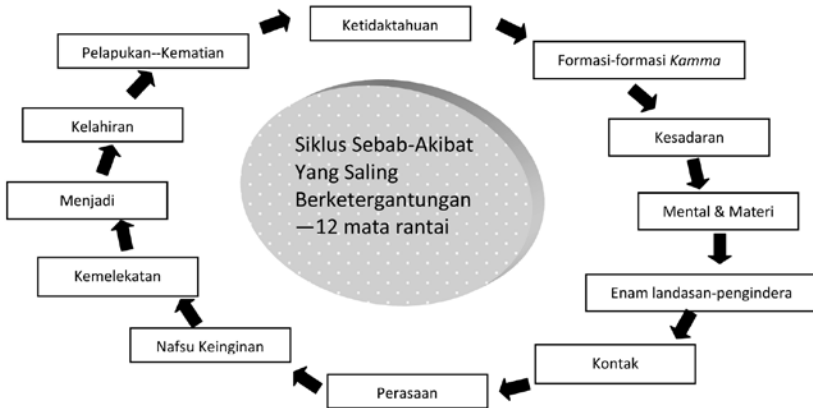 Ketidaktahuan
Formasi-formasi Kamma
Kesadaran
Mental & Materi
Enam landasan-pengindera
Kontak
Perasaan
Nafsu Keinginan
Kemelekatan
Menjadi
Kelahiran
Pelapukan--Kematian
Siklus Sebab-Akibat
Yang Saling
Berketergantungan
—12 mata rantai